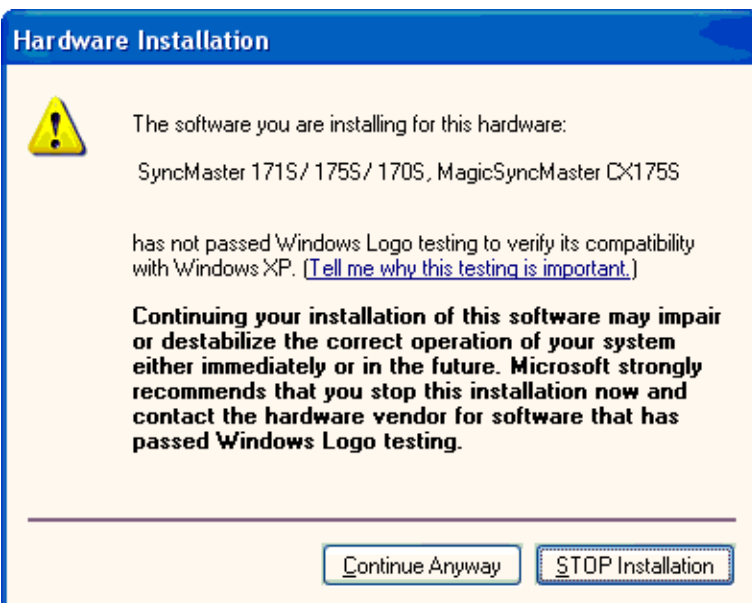 Hardware Installation
The software you are installing for this hardware:
SyncMaster 171S/ 175S/ 170S, MagicSyncMaster CX175S
has not passed Windows Logo testing to verify its compatibility
with Windows XP. (Tell me why this testing is important.)
Continuing your installation of this software may impair
or destabilize the correct operation of your system
either immediately or in the future. Microsoft strongly
recommends that you stop this installation now and
contact the hardware vendor for software that has
passed Windows Logo testing.
Continue Anyway
STOP Installation